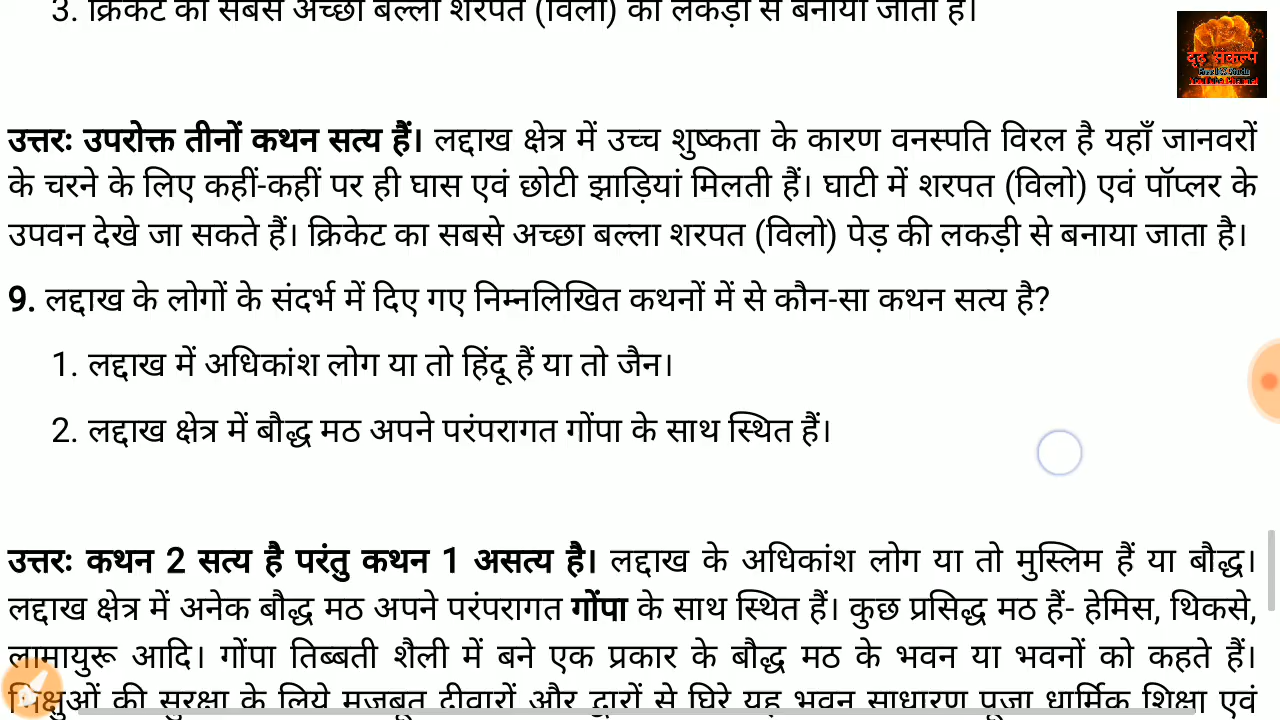 3. क्रिकेट का सबसे अच्छा बल्ला शरपत (विलो) की लकड़ी से बनाया जाता है।
दृढ़ संकल्प
उत्तरः उपरोक्त तीनों कथन सत्य हैं। लद्दाख क्षेत्र में उच्च शुष्कता के कारण वनस्पति विरल है यहाँ जानवरों
के चरने के लिए कहीं-कहीं पर ही घास एवं छोटी झाड़ियां मिलती हैं। घाटी में शरपत (विलो) एवं पॉप्लर के
उपवन देखे जा सकते हैं। क्रिकेट का सबसे अच्छा बल्ला शरपत (विलो) पेड़ की लकड़ी से बनाया जाता है।
9. लद्दाख के लोगों के संदर्भ में दिए गए निम्नलिखित कथनों में से कौन-सा कथन सत्य है?
1. लद्दाख में अधिकांश लोग या तो हिंदू हैं या तो जैन।
2. लद्दाख क्षेत्र में बौद्ध मठ अपने परंपरागत गोंपा के साथ स्थित हैं।
उत्तरः कथन 2 सत्य है परंतु कथन 1 असत्य है। लद्दाख के अधिकांश लोग या तो मुस्लिम हैं या बौद्ध।
लद्दाख क्षेत्र में अनेक बौद्ध मठ अपने परंपरागत गोंपा के साथ स्थित हैं। कुछ प्रसिद्ध मठ हैं- हेमिस, थिकसे,
लामायुरू आदि। गोंपा तिब्बती शैली में बने एक प्रकार के बौद्ध मठ के भवन या भवनों को कहते हैं।
भिक्षुओं की सुरक्षा के लिये मजबूत दीवारों और द्वारों से घिरे यह भवन साधारण पूजा धार्मिक शिक्षा एवं